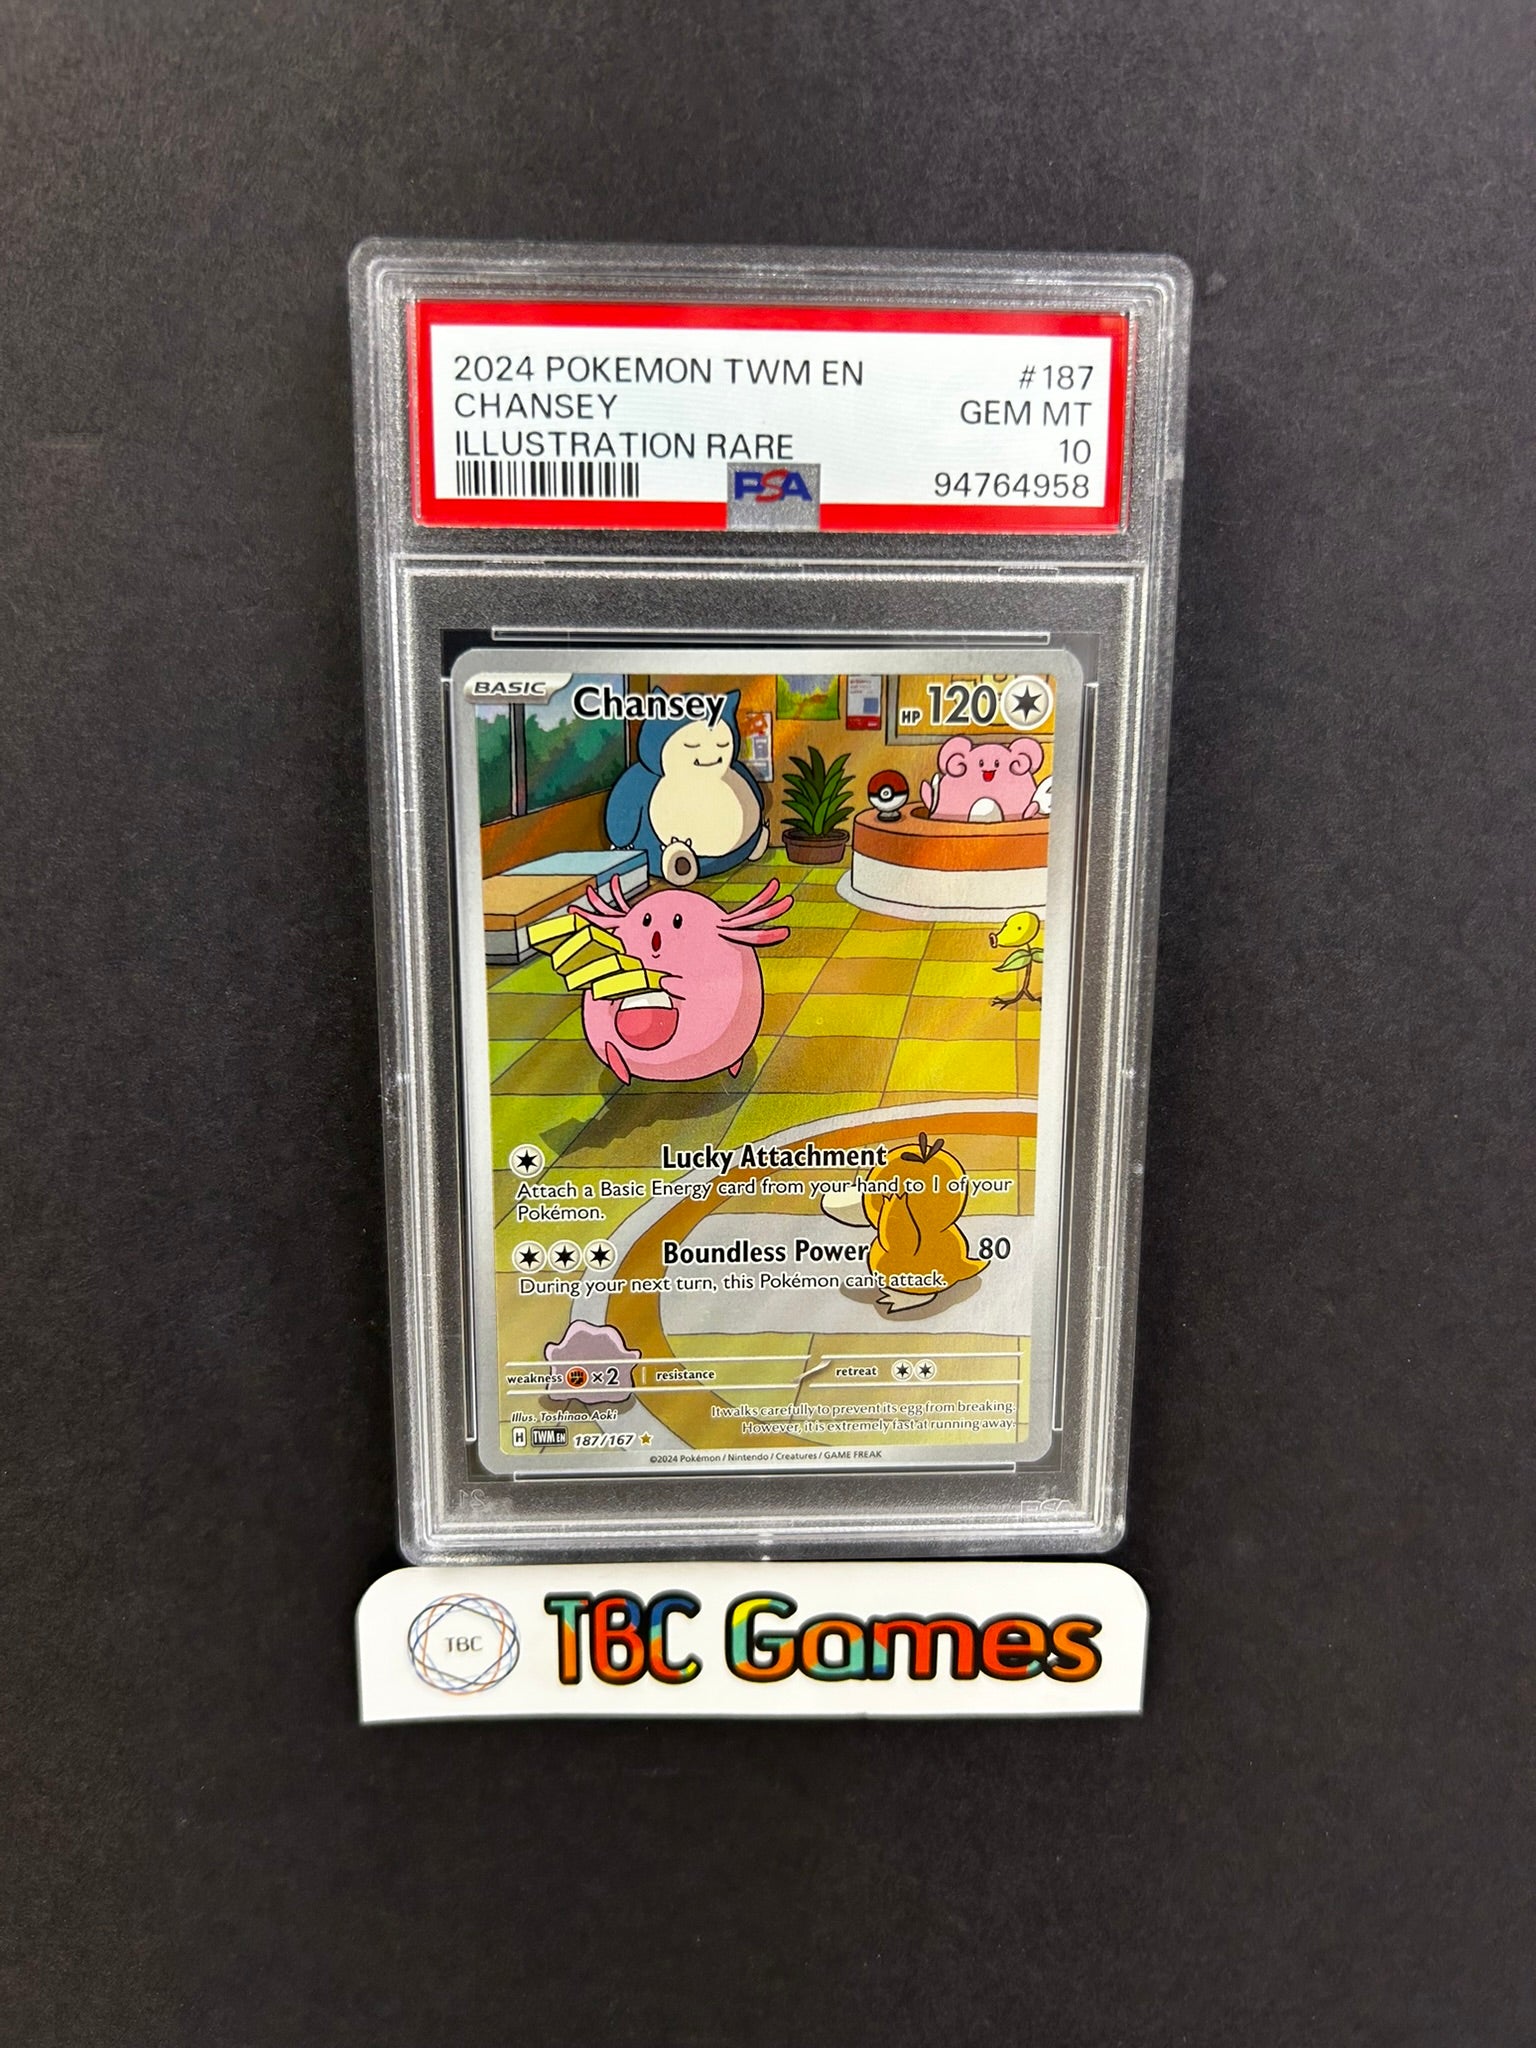 2024 POKEMON TWM EN #187
CHANSEY GEM MT
ILLUSTRATION RARE 10
PSA 94764958
BASIC Chansey HP 120
Lucky Attachment
Attach a Basic Energy card from your hand to 1 of your
Pokémon.
Boundless Power 80
During your next turn, this Pokémon can't attack.
weakness ×2 resistance retreat
Illus. Toshinao Aoki
It walks carefully to prevent its egg from breaking.
However, it is extremely fast at running away.
H TWM EN 187/167
©2024 Pokémon / Nintendo / Creatures / GAME FREAK
PSA
TBC TBC Games